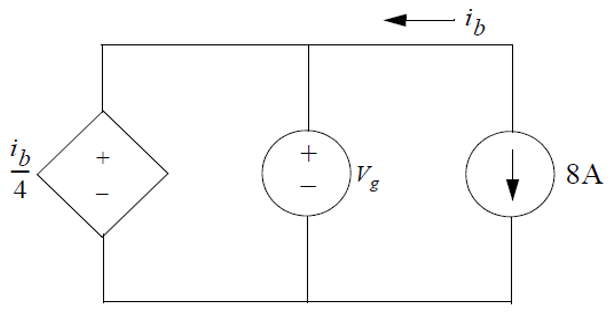 i_b
i_b/4
+
−
+
−
V_g
8A